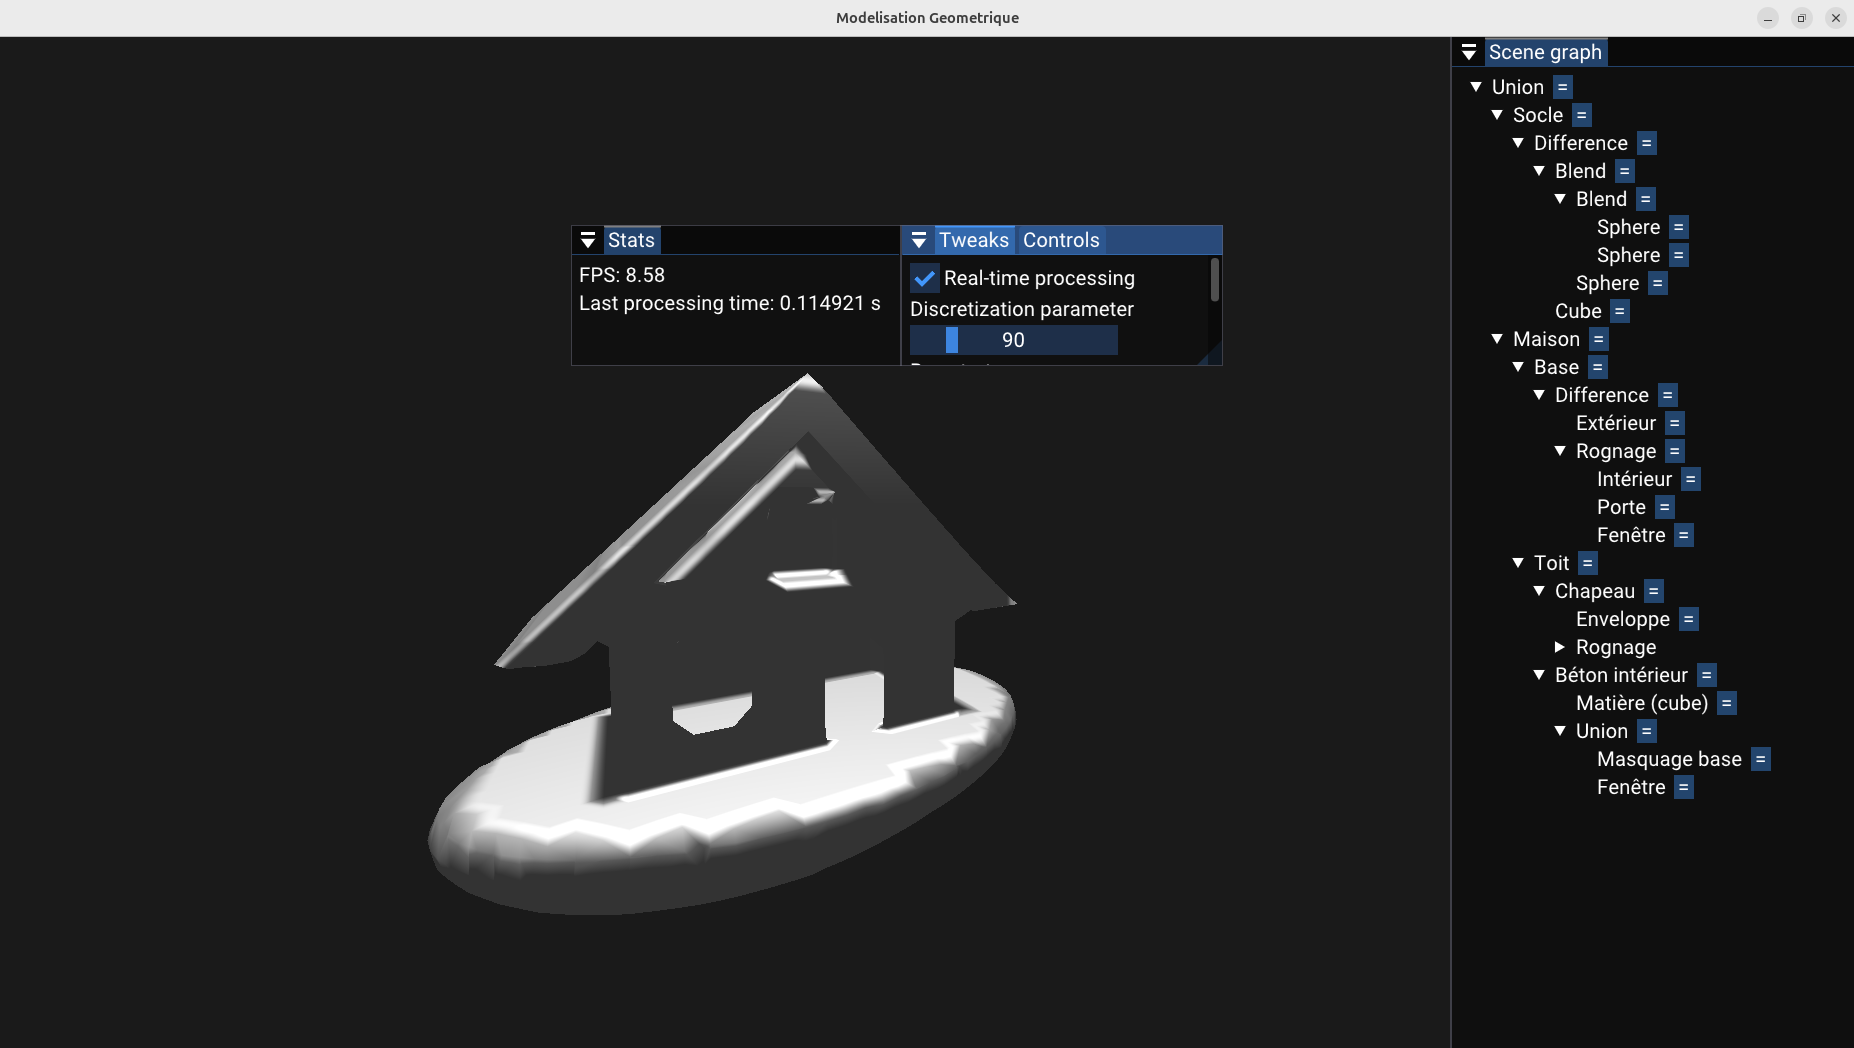 Modelisation Geometrique
Scene graph
Union =
Socle =
Difference =
Blend =
Blend =
Sphere =
Sphere =
Sphere =
Cube =
Maison =
Base =
Difference =
Extérieur =
Rognage =
Intérieur =
Porte =
Fenêtre =
Toit =
Chapeau =
Enveloppe =
Rognage
Béton intérieur =
Matière (cube) =
Union =
Masquage base =
Fenêtre =
Stats
FPS: 8.58
Last processing time: 0.114921 s
Tweaks Controls
Real-time processing
Discretization parameter
90